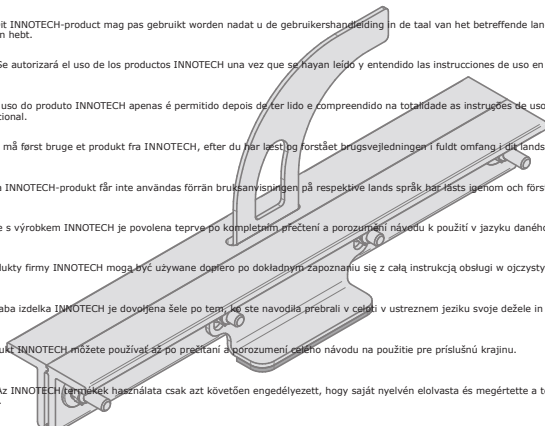 it INNOTECH-product mag pas gebruikt worden nadat u de gebruikershandleiding in de taal van het betreffende lan
n hebt.
Se autorizará el uso de los productos INNOTECH una vez que se hayan leído y entendido las instrucciones de uso en
uso do produto INNOTECH apenas é permitido depois de ter lido e compreendido na totalidade as instruções de uso
cional.
må først bruge et produkt fra INNOTECH, efter du har læst og forstået brugsvejledningen i fuldt omfang i dit lands
a INNOTECH-produkt får inte användas förrän bruksanvisningen på respektive lands språk har lästs igenom och förs
e s výrobkem INNOTECH je povolena teprve po kompletním přečtení a porozumění návodu k použití v jazyku daného
dukty firmy INNOTECH mogą być używane dopiero po dokładnym zapoznaniu się z całą instrukcją obsługi w ojczysty
aba izdelka INNOTECH je dovoljena šele po tem, ko ste navodila prebrali v celoti v ustreznem jeziku svoje dežele in
ukt INNOTECH môžete používať až po prečítaní a porozumení celého návodu na použitie pre príslušnú krajinu.
Az INNOTECH termékek használata csak azt követően engedélyezett, hogy saját nyelvén elolvasta és megértette a t